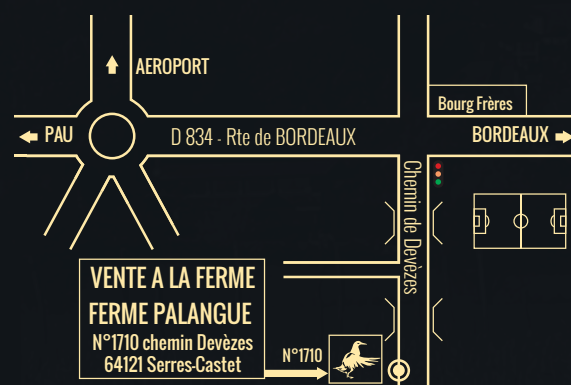 AEROPORT
Bourg Frères
PAU
D 834 - Rte de BORDEAUX
BORDEAUX
Chemin de Devèzes
VENTE A LA FERME
FERME PALANGUE
N°1710 chemin Devèzes
64121 Serres-Castet
N°1710